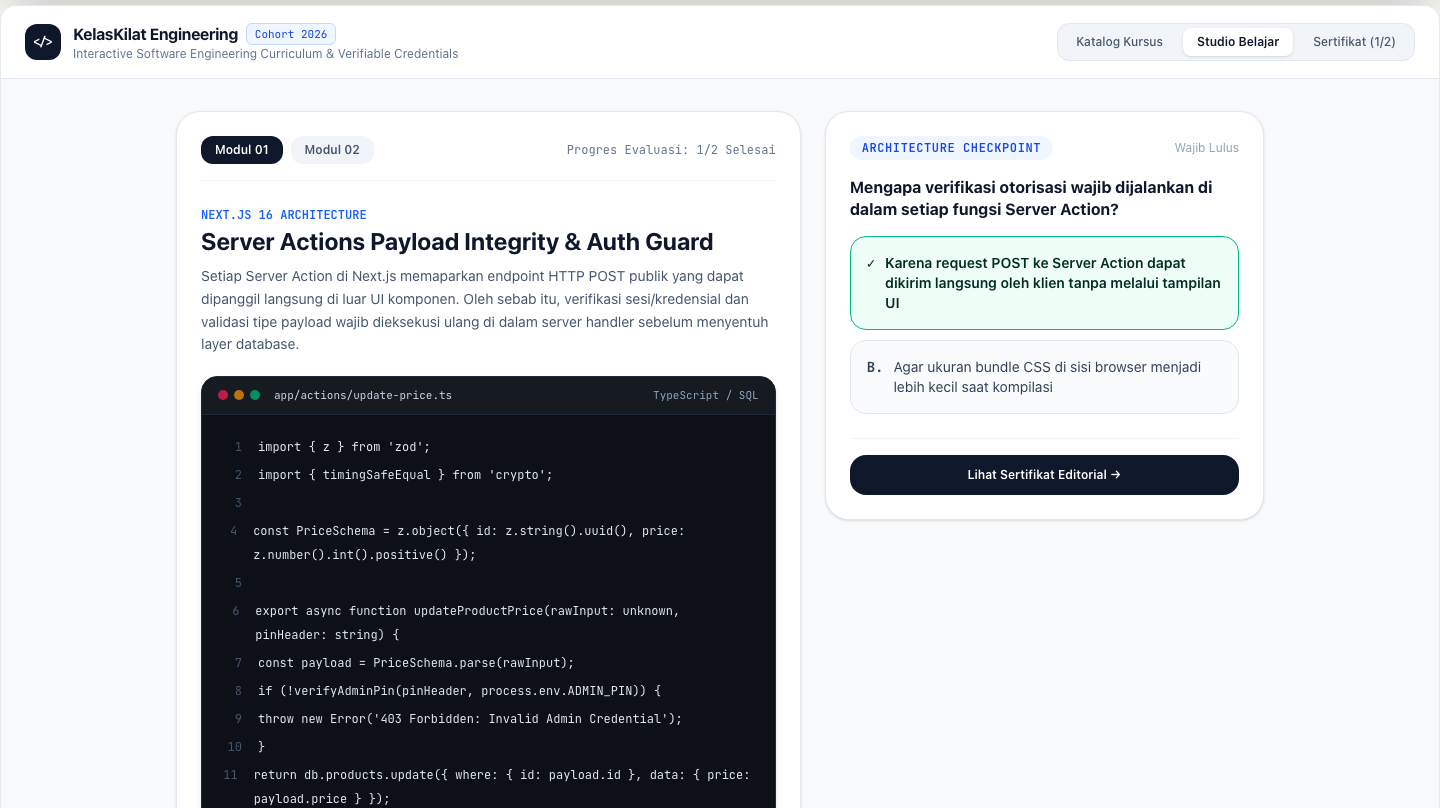 </>
KelasKilat Engineering
Cohort 2026
Interactive Software Engineering Curriculum & Verifiable Credentials
Katalog Kursus
Studio Belajar
Sertifikat (1/2)
Modul 01
Modul 02
Progres Evaluasi: 1/2 Selesai
NEXT.JS 16 ARCHITECTURE
Server Actions Payload Integrity & Auth Guard
Setiap Server Action di Next.js memaparkan endpoint HTTP POST publik yang dapat
dipanggil langsung di luar UI komponen. Oleh sebab itu, verifikasi sesi/kredensial dan
validasi tipe payload wajib dieksekusi ulang di dalam server handler sebelum menyentuh
layer database.
app/actions/update-price.ts
TypeScript / SQL
1 import { z } from 'zod';
2 import { timingSafeEqual } from 'crypto';
3
4 const PriceSchema = z.object({ id: z.string().uuid(), price:
z.number().int().positive() });
5
6 export async function updateProductPrice(rawInput: unknown,
pinHeader: string) {
7 const payload = PriceSchema.parse(rawInput);
8 if (!verifyAdminPin(pinHeader, process.env.ADMIN_PIN)) {
9 throw new Error('403 Forbidden: Invalid Admin Credential');
10 }
11 return db.products.update({ where: { id: payload.id }, data: { price:
payload.price } });
ARCHITECTURE CHECKPOINT
Wajib Lulus
Mengapa verifikasi otorisasi wajib dijalankan di
dalam setiap fungsi Server Action?
✓ Karena request POST ke Server Action dapat
dikirim langsung oleh klien tanpa melalui tampilan
UI
B. Agar ukuran bundle CSS di sisi browser menjadi
lebih kecil saat kompilasi
Lihat Sertifikat Editorial →